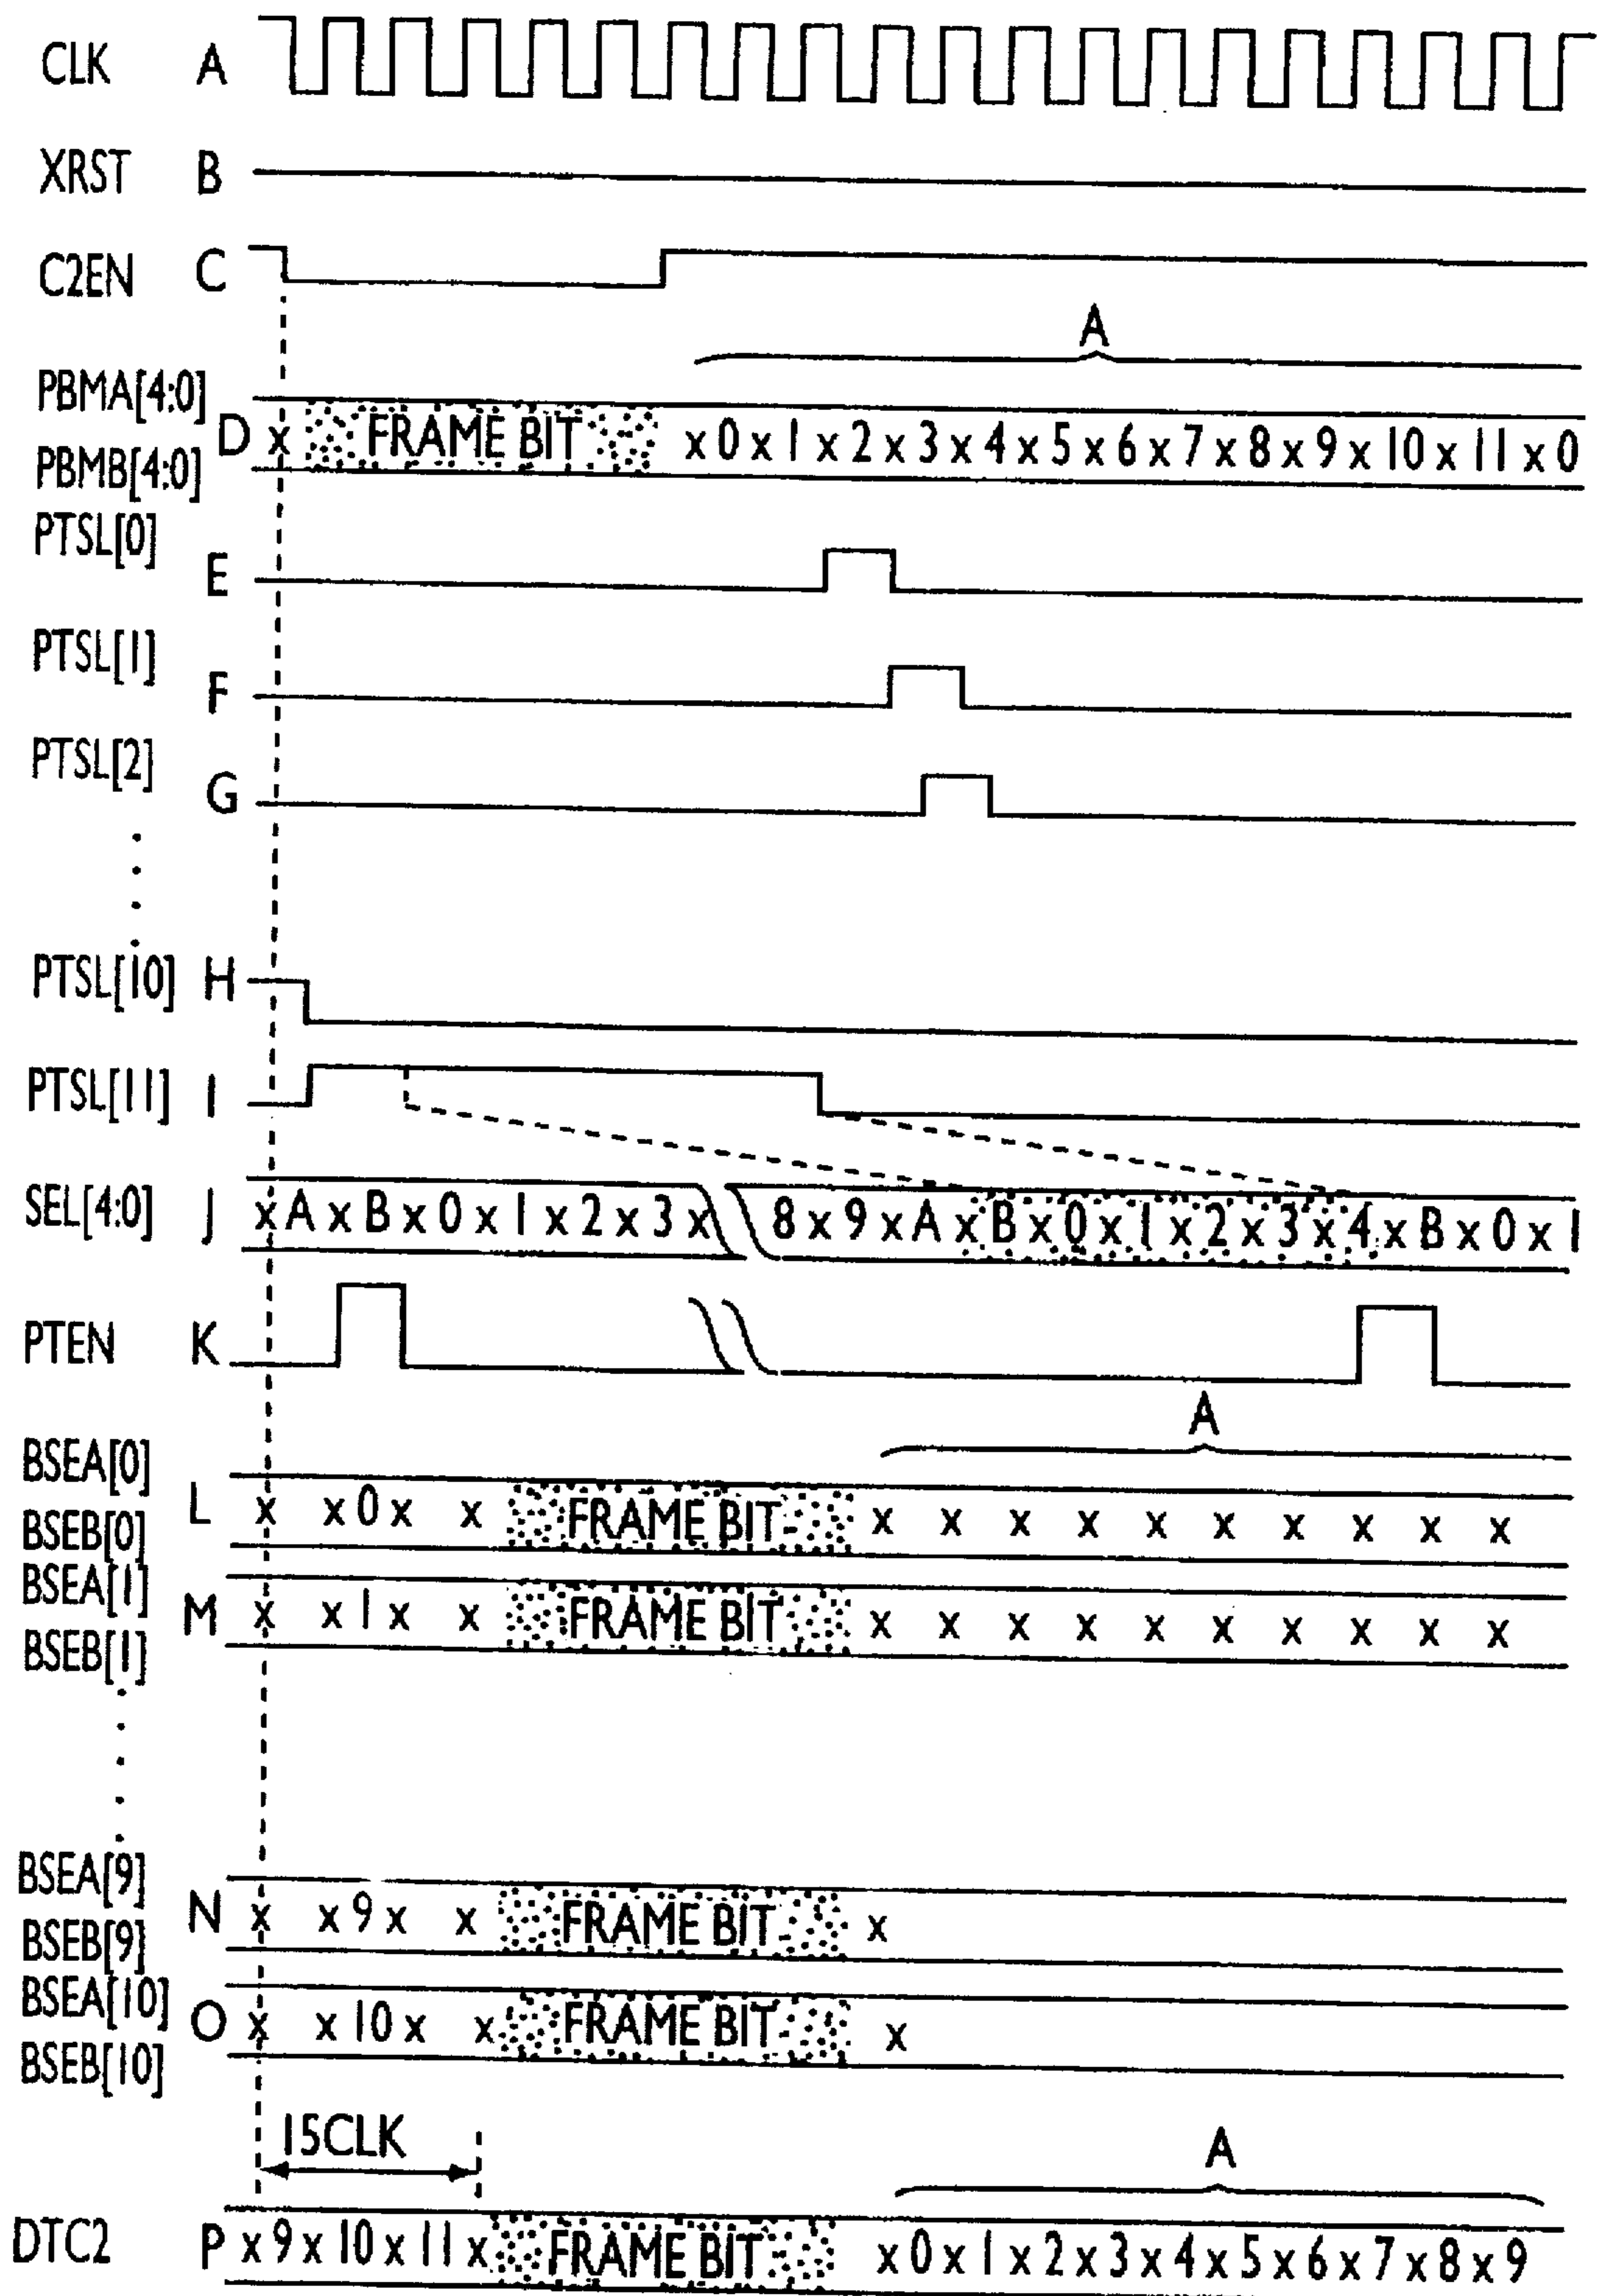 CLK A
XRST B
C2EN C
A
PBMA[4:0]
D x FRAME BIT x 0 x 1 x 2 x 3 x 4 x 5 x 6 x 7 x 8 x 9 x 10 x 11 x 0
PBMB[4:0]
PTSL[0]
E
PTSL[1]
F
PTSL[2]
G
PTSL[10] H
PTSL[11] I
SEL[4:0] J x A x B x 0 x 1 x 2 x 3 x 8 x 9 x A x B x 0 x 1 x 2 x 3 x 4 x B x 0 x 1
PTEN K
A
BSEA[0]
L x x 0 x x FRAME BIT x x x x x x x x x x
BSEB[0]
BSEA[1]
M x x 1 x x FRAME BIT x x x x x x x x x x
BSEB[1]
BSEA[9]
N x x 9 x x FRAME BIT x
BSEB[9]
BSEA[10]
O x x 10 x x FRAME BIT x
BSEB[10]
15CLK
A
DTC2 P x 9 x 10 x 11 x FRAME BIT x 0 x 1 x 2 x 3 x 4 x 5 x 6 x 7 x 8 x 9